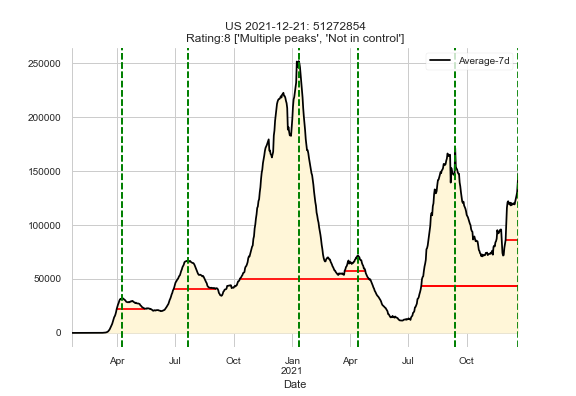 US 2021-12-21: 51272854
Rating:8 ['Multiple peaks', 'Not in control']
Average-7d
250000
200000
150000
100000
50000
0
Apr Jul Oct Jan Apr Jul Oct
2021
Date